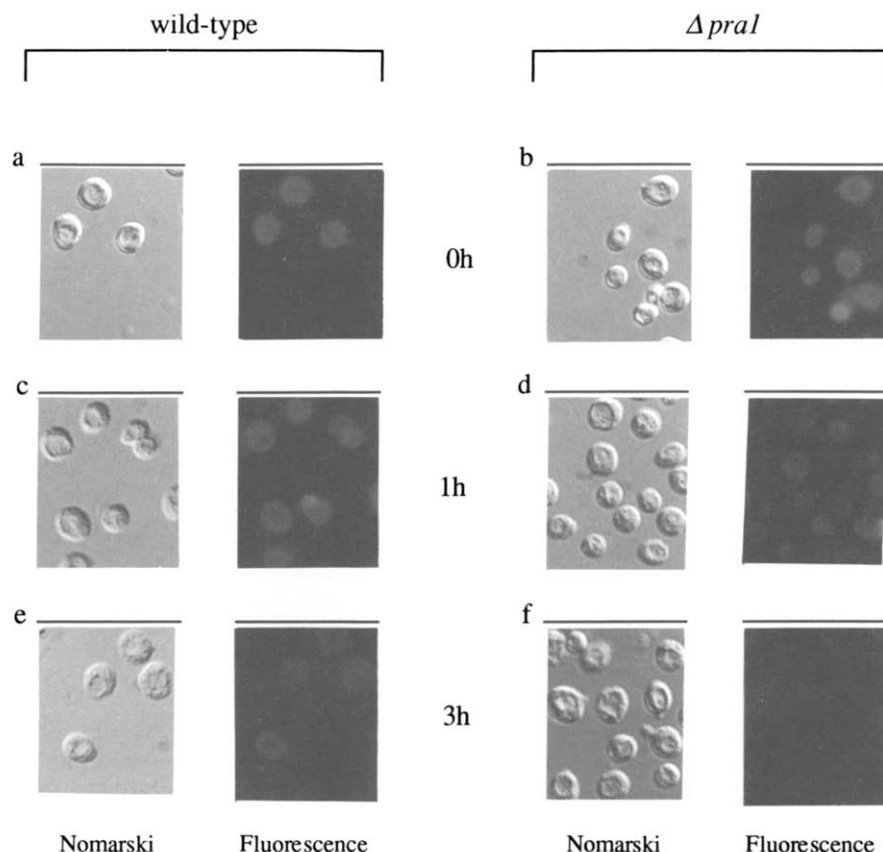 wild-type Δpra1
a b
0h
c d
1h
e f
3h
Nomarski Fluorescence Nomarski Fluorescence